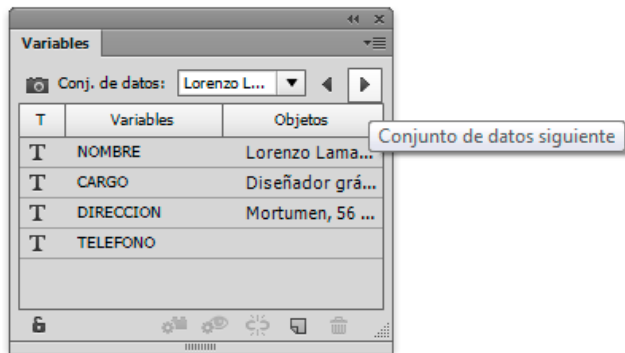 Variables
Conj. de datos: Lorenzo L...
T Variables Objetos
Conjunto de datos siguiente
T NOMBRE Lorenzo Lama...
T CARGO Diseñador grá...
T DIRECCION Mortumen, 56 ...
T TELEFONO